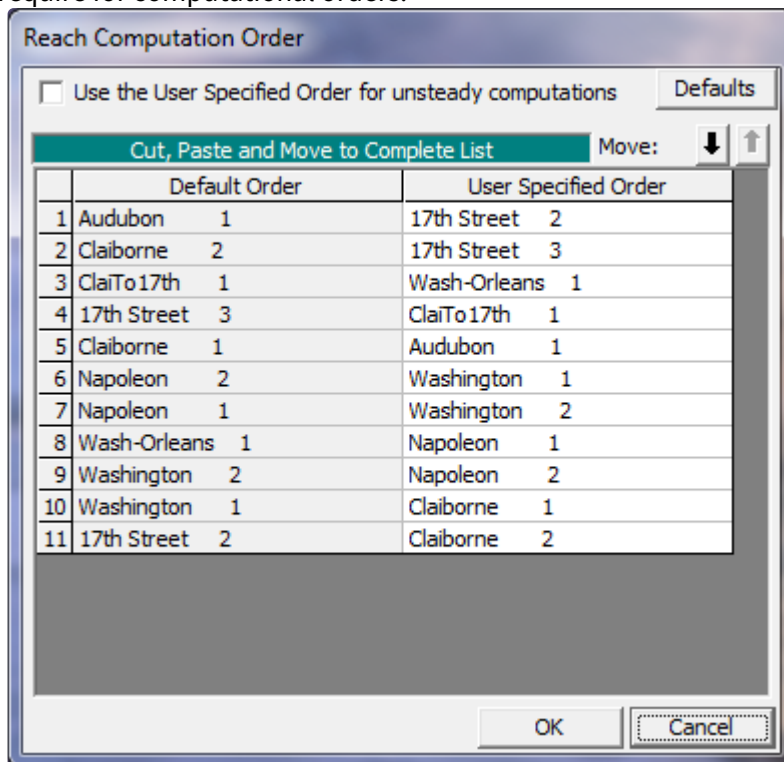 Reach Computation Order
Use the User Specified Order for unsteady computations Defaults
Cut, Paste and Move to Complete List Move:
Default Order User Specified Order
1 Audubon 1 17th Street 2
2 Claiborne 2 17th Street 3
3 ClaiTo17th 1 Wash-Orleans 1
4 17th Street 3 ClaiTo17th 1
5 Claiborne 1 Audubon 1
6 Napoleon 2 Washington 1
7 Napoleon 1 Washington 2
8 Wash-Orleans 1 Napoleon 1
9 Washington 2 Napoleon 2
10 Washington 1 Claiborne 1
11 17th Street 2 Claiborne 2
OK Cancel